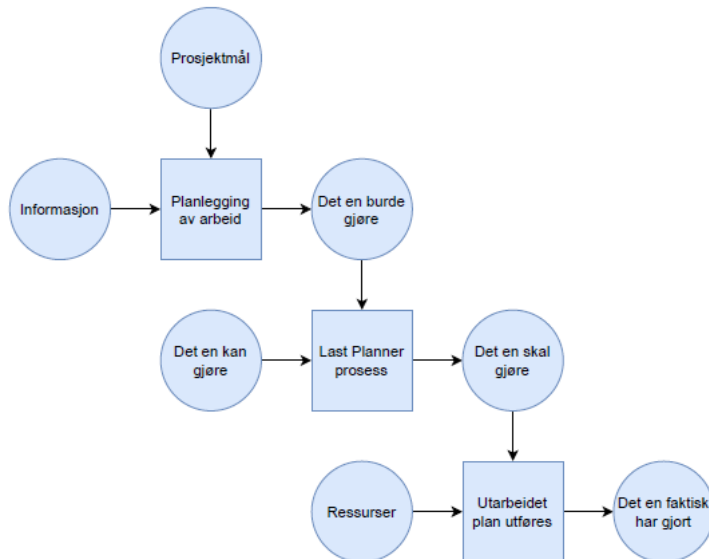 Prosjektmål
Informasjon
Planlegging
av arbeid
Det en burde
gjøre
Det en kan
gjøre
Last Planner
prosess
Det en skal
gjøre
Ressurser
Utarbeidet
plan utføres
Det en faktisk
har gjort